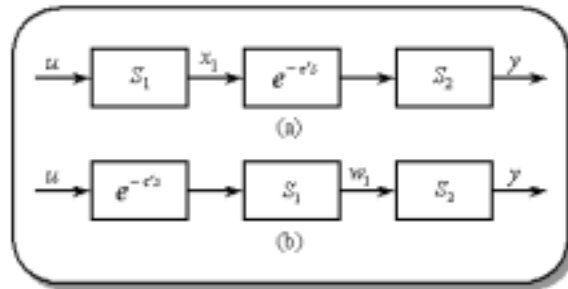 u S₁ x₁ e^{-e's} S₂ y
(a)
u e^{-e's} S₁ w₁ S₂ y
(b)